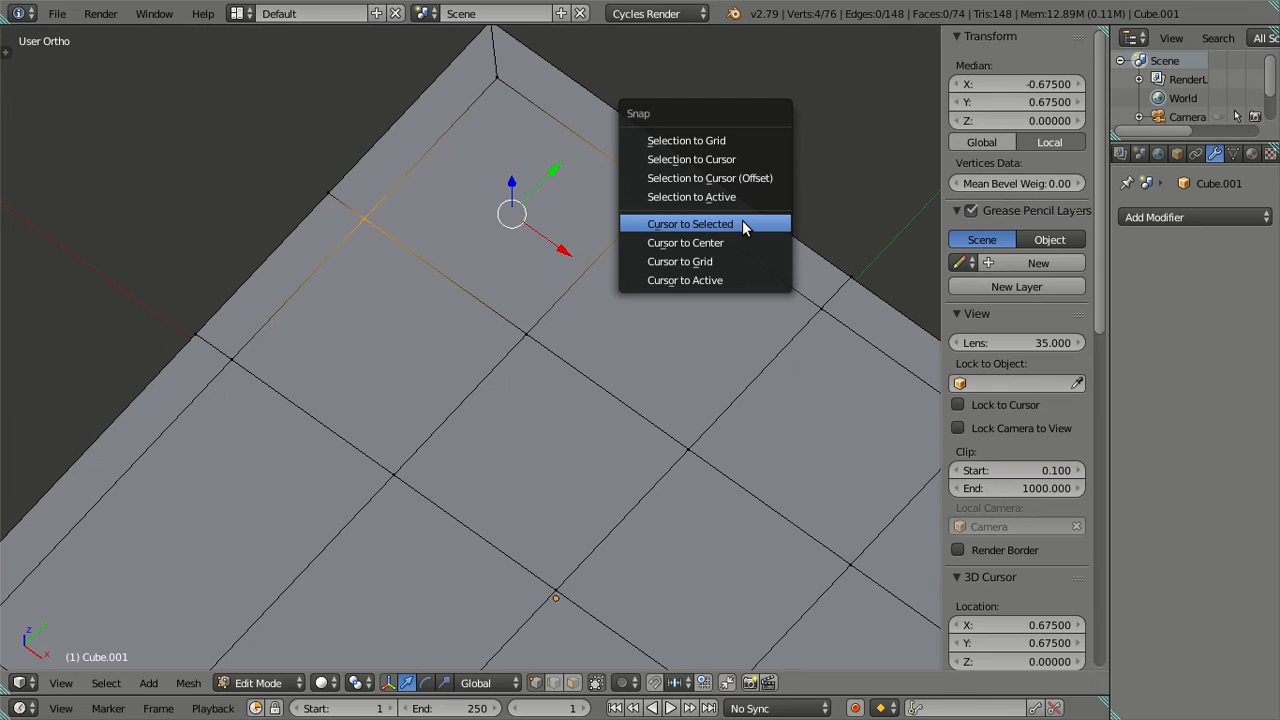 File Render Window Help Default Scene Cycles Render v2.79 | Verts:4/76 | Edges:0/148 | Faces:0/74 | Tris:148 | Mem:12.89M (0.11M) | Cube.001
User Ortho
(1) Cube.001
Snap
Selection to Grid
Selection to Cursor
Selection to Cursor (Offset)
Selection to Active
Cursor to Selected
Cursor to Center
Cursor to Grid
Cursor to Active
Transform
Median:
X: -0.67500
Y: 0.67500
Z: 0.00000
Global Local
Vertices Data:
Mean Bevel Weig: 0.00
Grease Pencil Layers
Scene Object
New
New Layer
View
Lens: 35.000
Lock to Object:
Lock to Cursor
Lock Camera to View
Clip:
Start: 0.100
End: 1000.000
Local Camera:
Camera
Render Border
3D Cursor
Location:
X: 0.67500
Y: 0.67500
Z: 0.00000
View Search All Sc
Scene
RenderL
World
Camera
Cube.001
Add Modifier
z
y
x
View Select Add Mesh Edit Mode Global
View Marker Frame Playback Start: 1 End: 250 1 No Sync